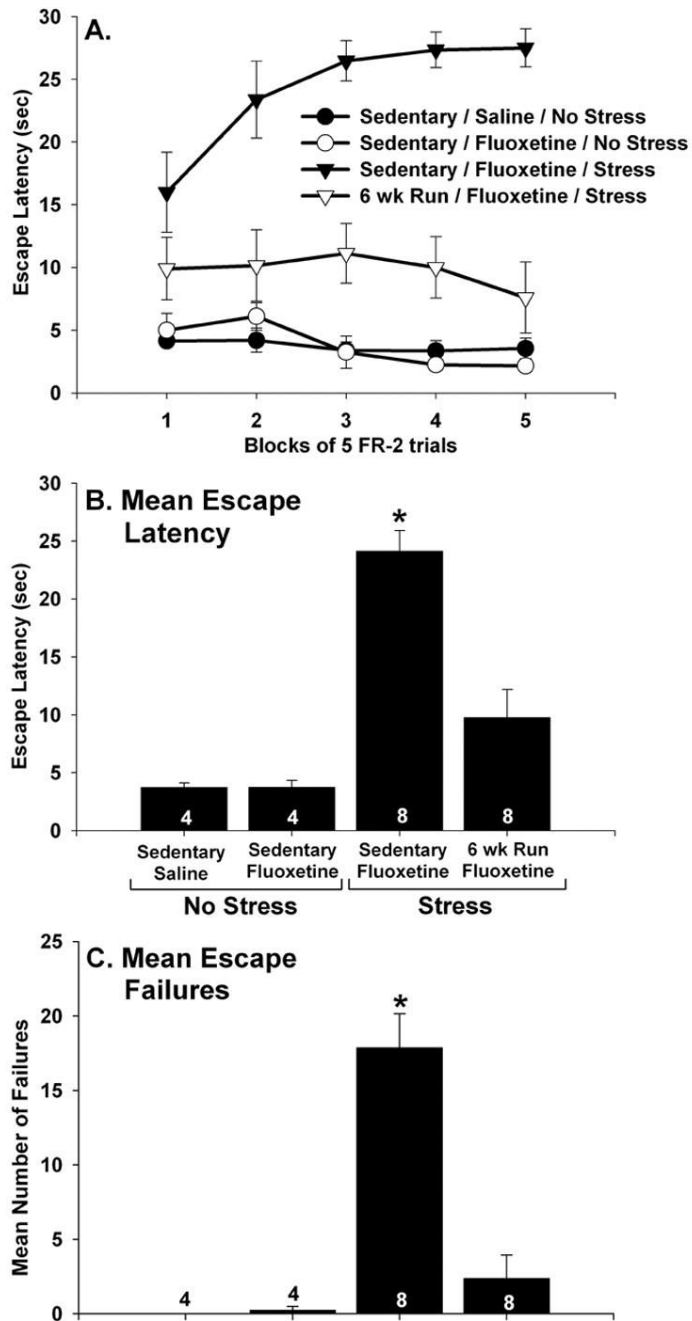 A.
30
25
20
15
10
5
0
Escape Latency (sec)
Sedentary / Saline / No Stress
Sedentary / Fluoxetine / No Stress
Sedentary / Fluoxetine / Stress
6 wk Run / Fluoxetine / Stress
1 2 3 4 5
Blocks of 5 FR-2 trials
B. Mean Escape
Latency
30
25
20
15
10
5
0
Escape Latency (sec)
*
4 4 8 8
Sedentary Sedentary Sedentary 6 wk Run
Saline Fluoxetine Fluoxetine Fluoxetine
No Stress Stress
C. Mean Escape
Failures
25
20
15
10
5
0
Mean Number of Failures
*
4 4 8 8